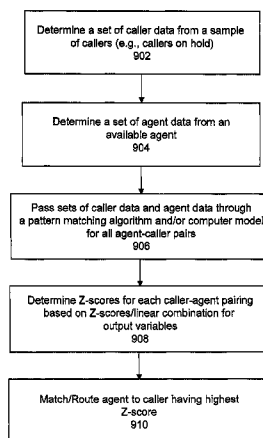 Determine a set of caller data from a sample
of callers (e.g., callers on hold)
902
Determine a set of agent data from an
available agent
904
Pass sets of caller data and agent data through
a pattern matching algorithm and/or computer model
for all agent-caller pairs
906
Determine Z-scores for each caller-agent pairing
based on Z-scores/linear combination for
output variables
908
Match/Route agent to caller having highest
Z-score
910